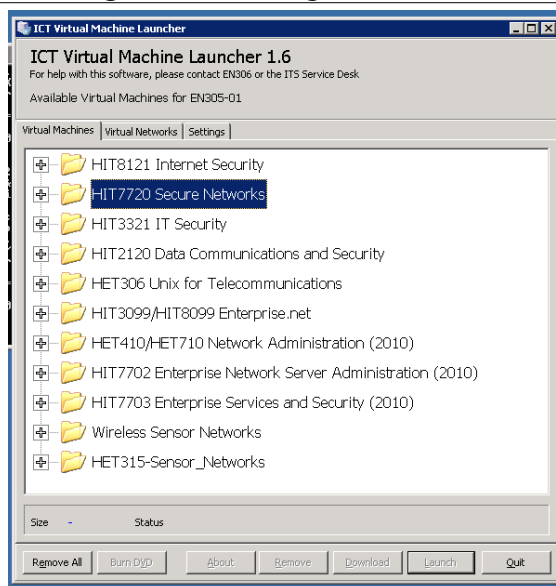 ICT Virtual Machine Launcher
ICT Virtual Machine Launcher 1.6
For help with this software, please contact EN306 or the ITS Service Desk
Available Virtual Machines for EN305-01
Virtual Machines Virtual Networks Settings
HIT8121 Internet Security
HIT7720 Secure Networks
HIT3321 IT Security
HIT2120 Data Communications and Security
HET306 Unix for Telecommunications
HIT3099/HIT8099 Enterprise.net
HET410/HET710 Network Administration (2010)
HIT7702 Enterprise Network Server Administration (2010)
HIT7703 Enterprise Services and Security (2010)
Wireless Sensor Networks
HET315-Sensor_Networks
Size - Status
Remove All Burn DVD About Remove Download Launch Quit